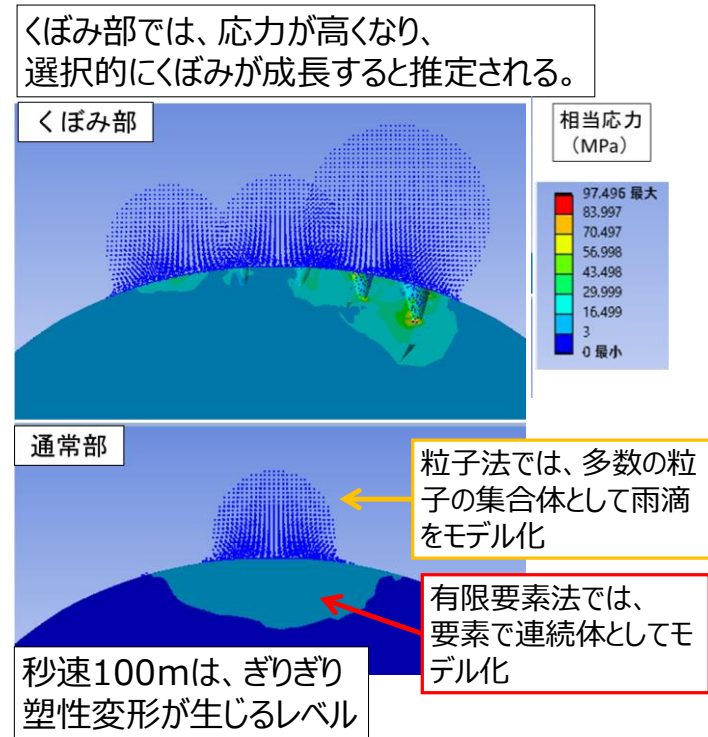 くぼみ部では、応力が高くなり、
選択的にくぼみが成長すると推定される。
くぼみ部
相当応力
（MPa）
97.496 最大
83.997
70.497
56.998
43.498
29.999
16.499
3
0 最小
通常部
粒子法では、多数の粒
子の集合体として雨滴
をモデル化
有限要素法では、
要素で連続体としてモ
デル化
秒速100mは、ぎりぎり
塑性変形が生じるレベル